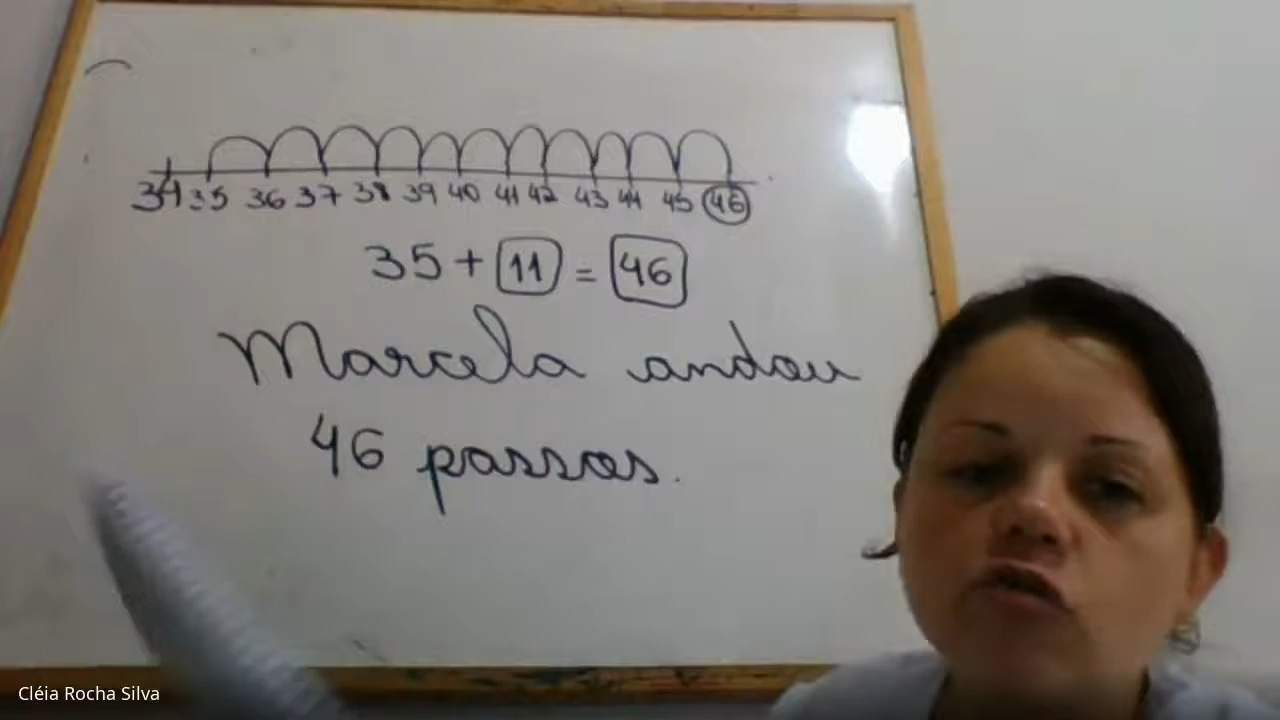 34 35 36 37 38 39 40 41 42 43 44 45 46
35 + 11 = 46
Marcela andou
46 passos.
Cléia Rocha Silva